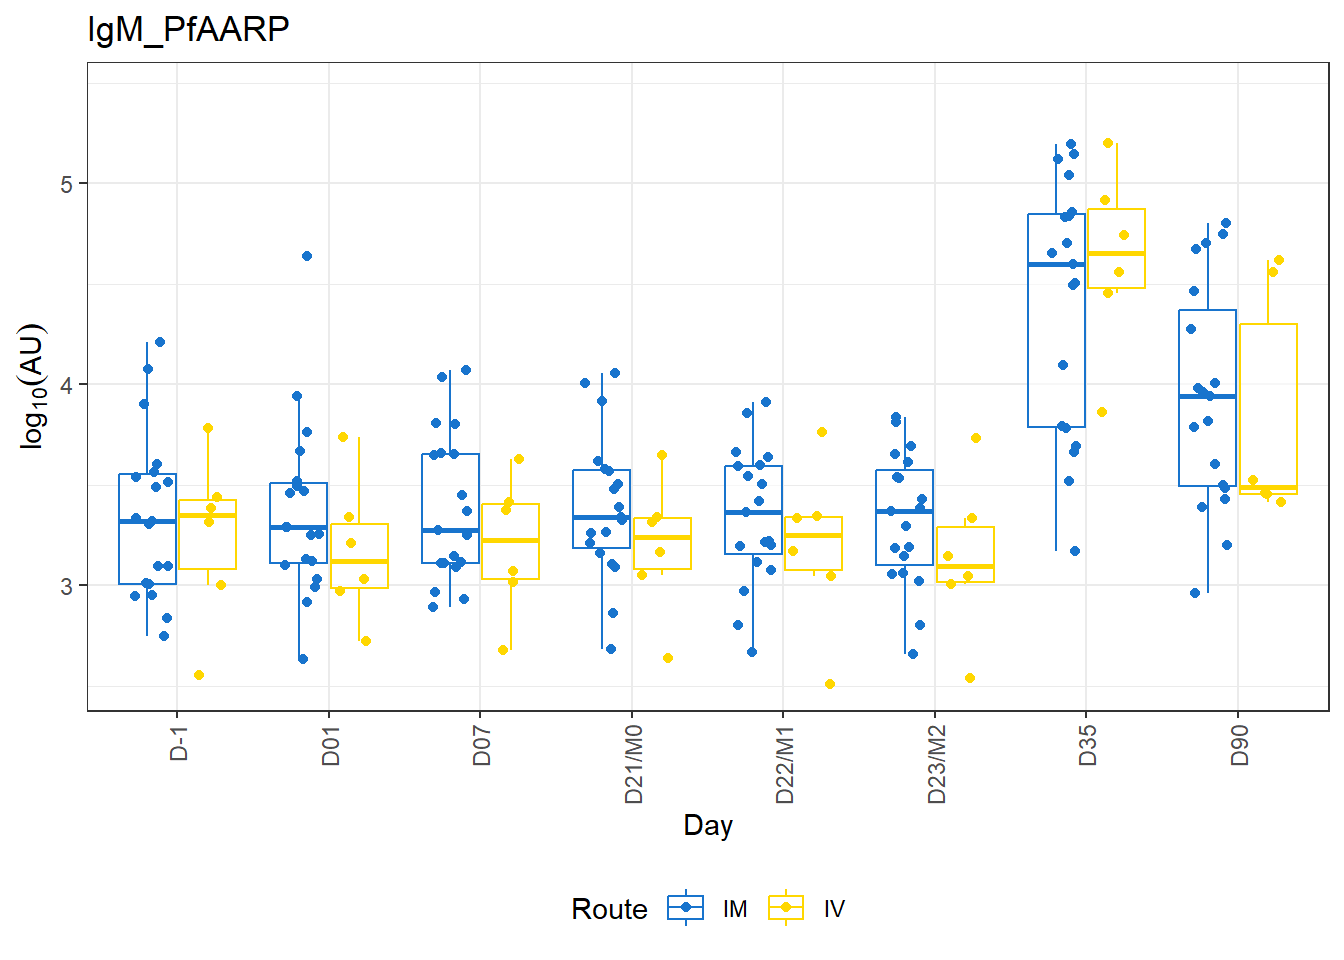 IgM_PfAARP
5
4
3
log10(AU)
D-1
D01
D07
D21/M0
D22/M1
D23/M2
D35
D90
Day
Route IM IV